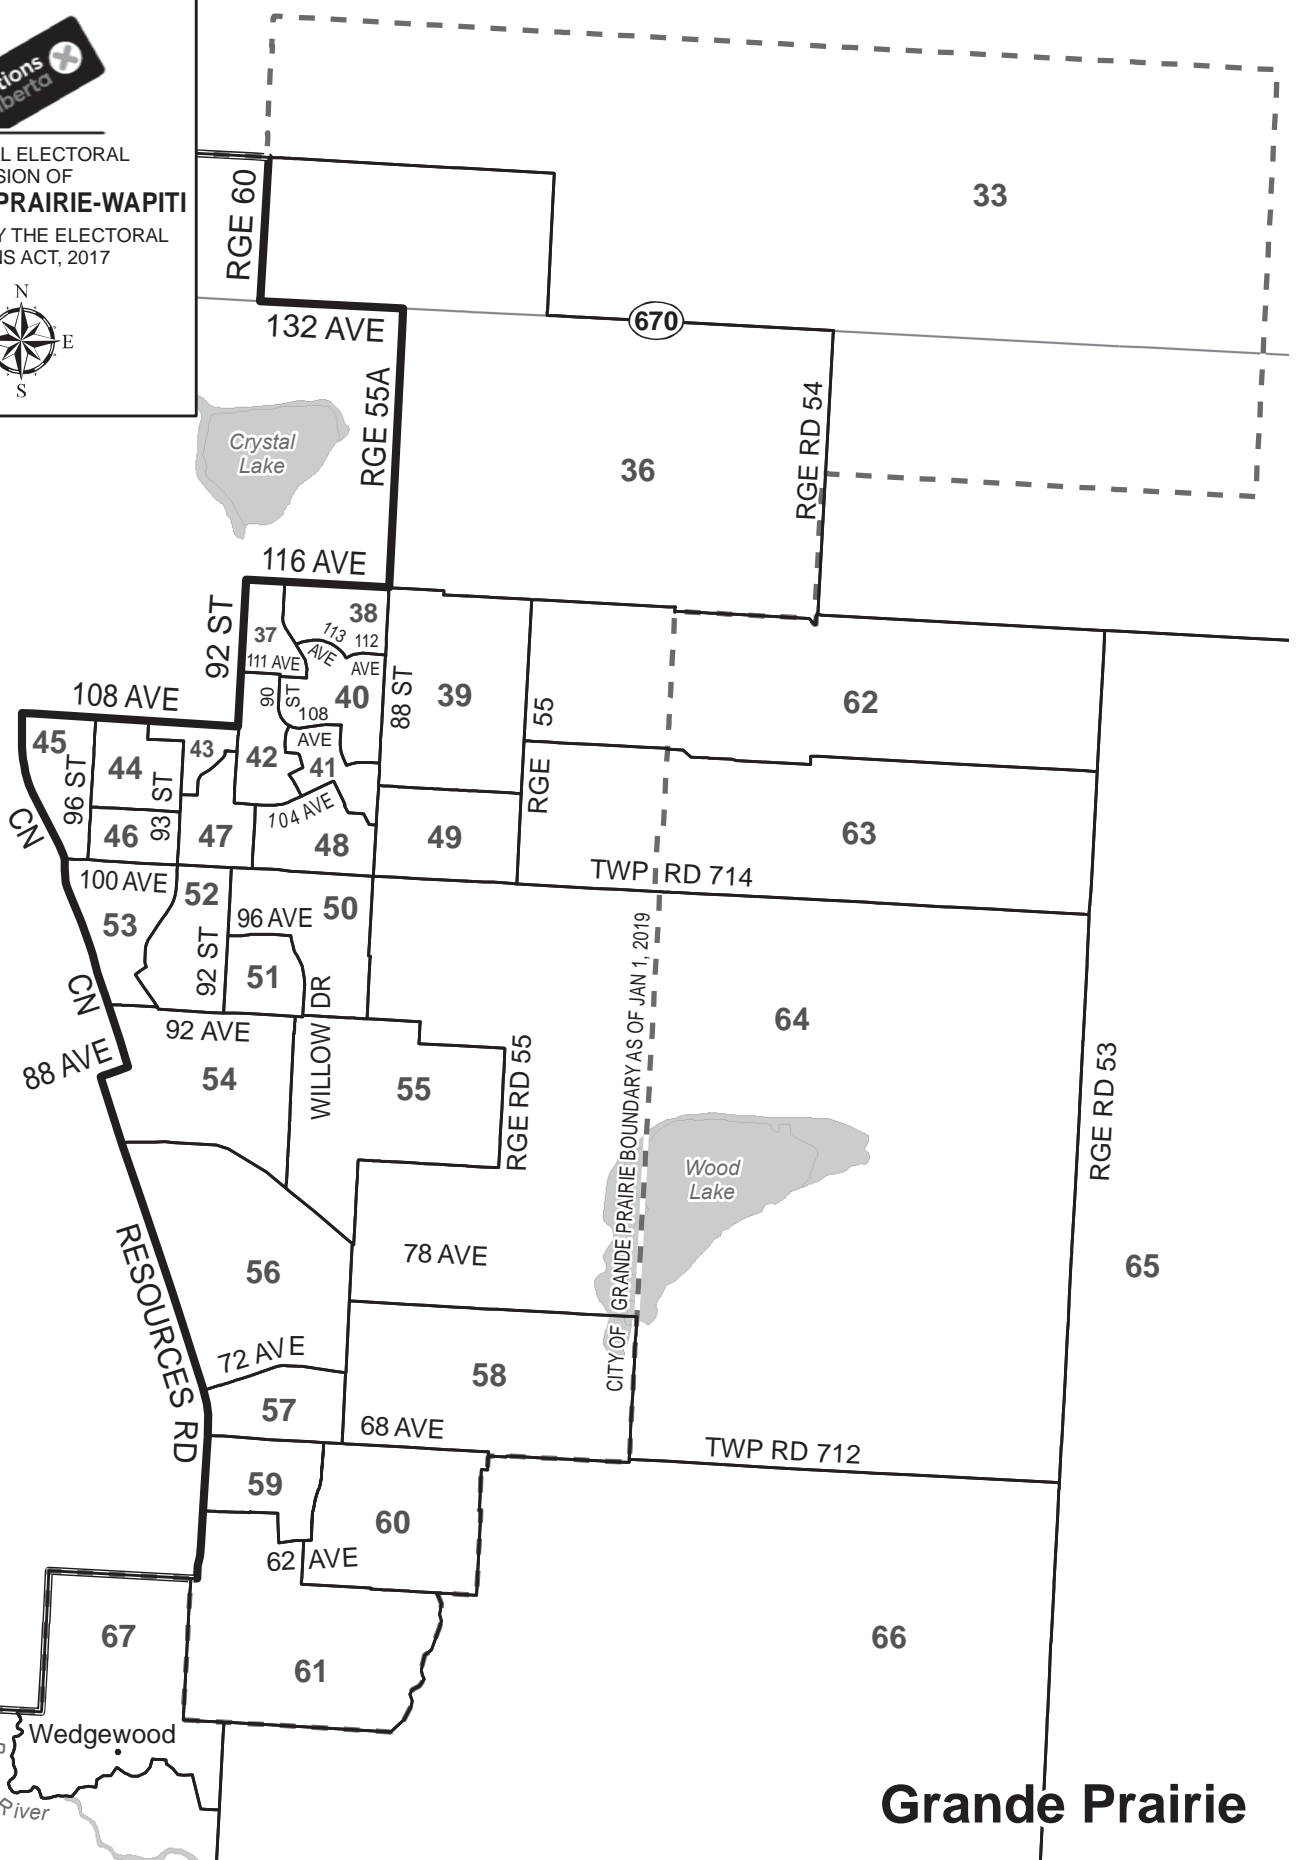 L ELECTORAL
SION OF
PRAIRIE-WAPITI
Y THE ELECTORAL
NS ACT, 2017
N
E
S
33
RGE 60
132 AVE
670
RGE 55A
RGE RD 54
Crystal
Lake
36
116 AVE
92 ST
37
38
113
AVE
112
AVE
111 AVE
90
ST
40
88 ST
39
55
RGE
62
108 AVE
108
AVE
45
96 ST
44
93 ST
43
42
41
104 AVE
CN
46
47
48
49
63
TWP RD 714
100 AVE
52
53
96 AVE
50
92 ST
51
WILLOW DR
CN
92 AVE
88 AVE
54
55
RGE RD 55
CITY OF GRANDE PRAIRIE BOUNDARY AS OF JAN 1, 2019
64
RGE RD 53
Wood
Lake
65
78 AVE
56
RESOURCES RD
72 AVE
58
57
68 AVE
TWP RD 712
59
60
62 AVE
67
66
61
Wedgewood
River
Grande Prairie